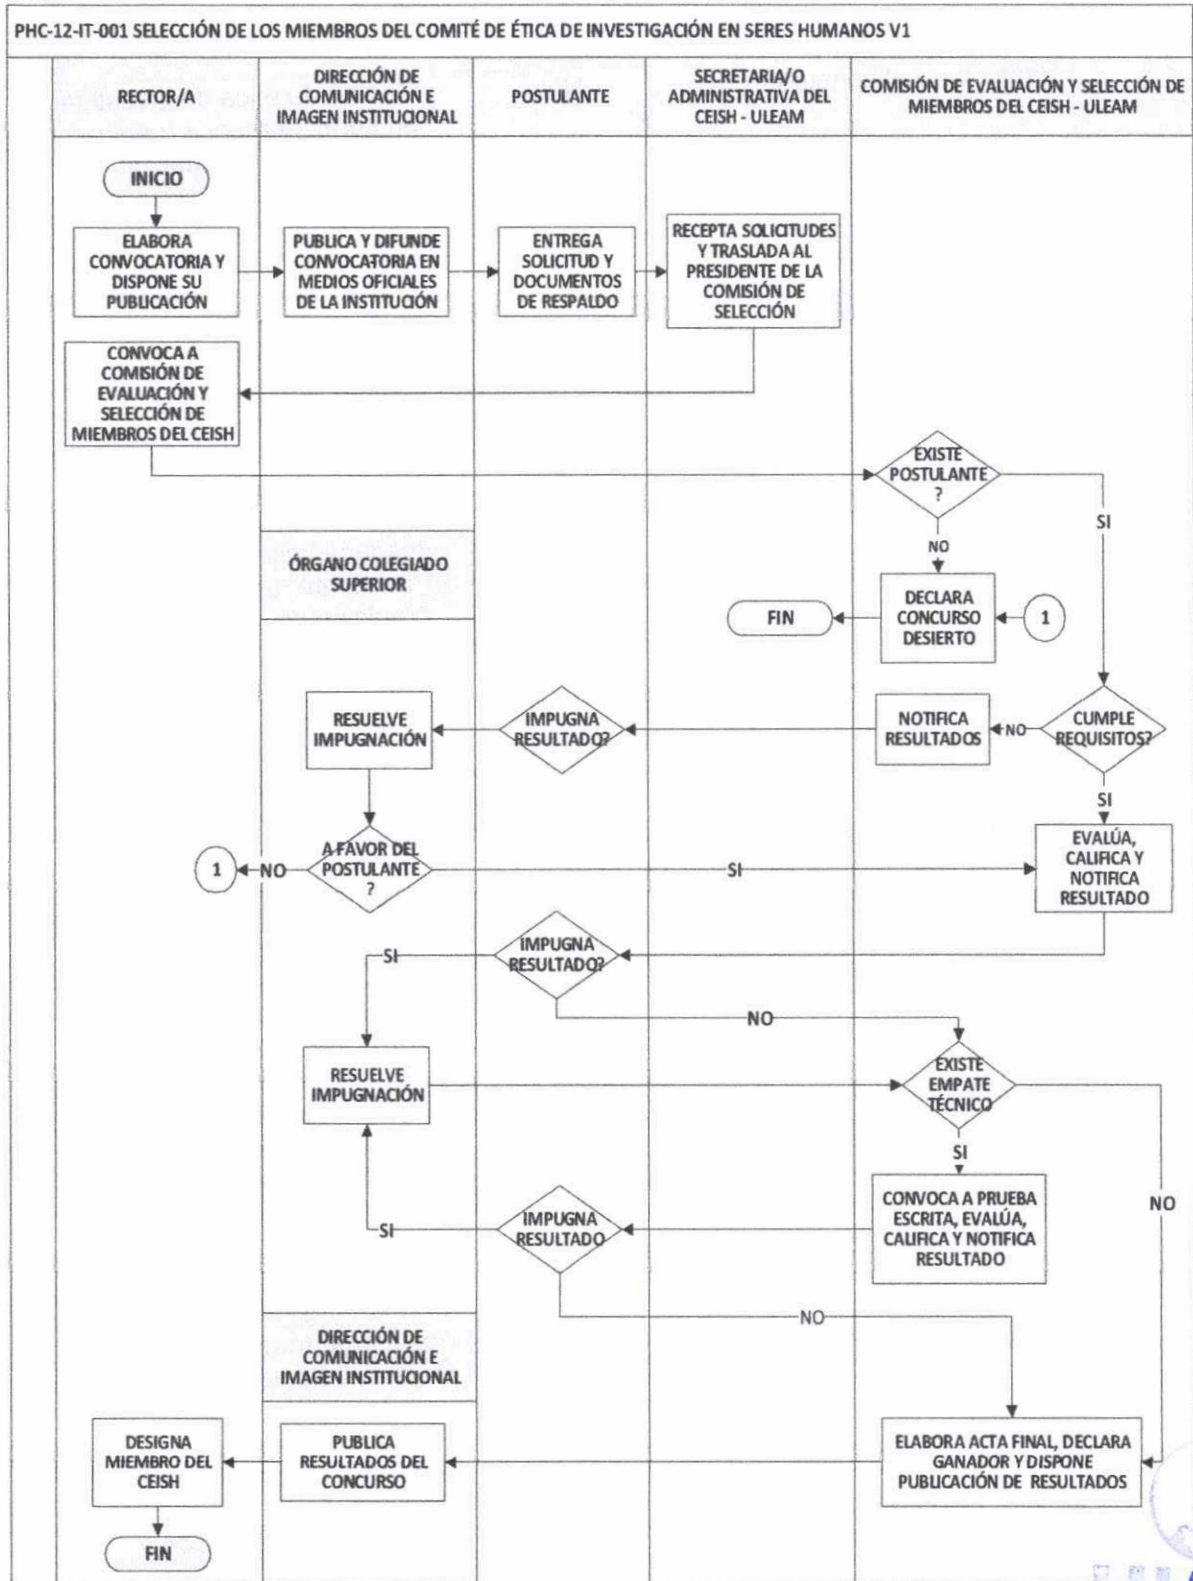 PHC-12-IT-001 SELECCIÓN DE LOS MIEMBROS DEL COMITÉ DE ÉTICA DE INVESTIGACIÓN EN SERES HUMANOS V1
RECTOR/A
DIRECCIÓN DE
COMUNICACIÓN E
IMAGEN INSTITUCIONAL
POSTULANTE
SECRETARIA/O
ADMINISTRATIVA DEL
CEISH - ULEAM
COMISIÓN DE EVALUACIÓN Y SELECCIÓN DE
MIEMBROS DEL CEISH - ULEAM
INICIO
ELABORA
CONVOCATORIA Y
DISPONE SU
PUBLICACIÓN
PUBLICA Y DIFUNDE
CONVOCATORIA EN
MEDIOS OFICIALES
DE LA INSTITUCIÓN
ENTREGA
SOLICITUD Y
DOCUMENTOS
DE RESPALDO
RECEPTA SOLICITUDES
Y TRASLADA AL
PRESIDENTE DE LA
COMISIÓN DE
SELECCIÓN
CONVOCA A
COMISIÓN DE
EVALUACIÓN Y
SELECCIÓN DE
MIEMBROS DEL CEISH
EXISTE
POSTULANTE
?
SI
NO
ÓRGANO COLEGIADO
SUPERIOR
FIN
DECLARA
CONCURSO
DESIERTO
1
RESUELVE
IMPUGNACIÓN
IMPUGNA
RESULTADO?
NOTIFICA
RESULTADOS
NO
CUMPLE
REQUISITOS?
SI
1
NO
A FAVOR DEL
POSTULANTE
?
SI
EVALÚA,
CALIFICA Y
NOTIFICA
RESULTADO
SI
IMPUGNA
RESULTADO?
NO
RESUELVE
IMPUGNACIÓN
EXISTE
EMPATE
TÉCNICO
SI
NO
SI
IMPUGNA
RESULTADO
CONVOCA A PRUEBA
ESCRITA, EVALÚA,
CALIFICA Y NOTIFICA
RESULTADO
NO
DIRECCIÓN DE
COMUNICACIÓN E
IMAGEN INSTITUCIONAL
DESIGNA
MIEMBRO DEL
CEISH
PUBLICA
RESULTADOS DEL
CONCURSO
ELABORA ACTA FINAL, DECLARA
GANADOR Y DISPONE
PUBLICACIÓN DE RESULTADOS
FIN